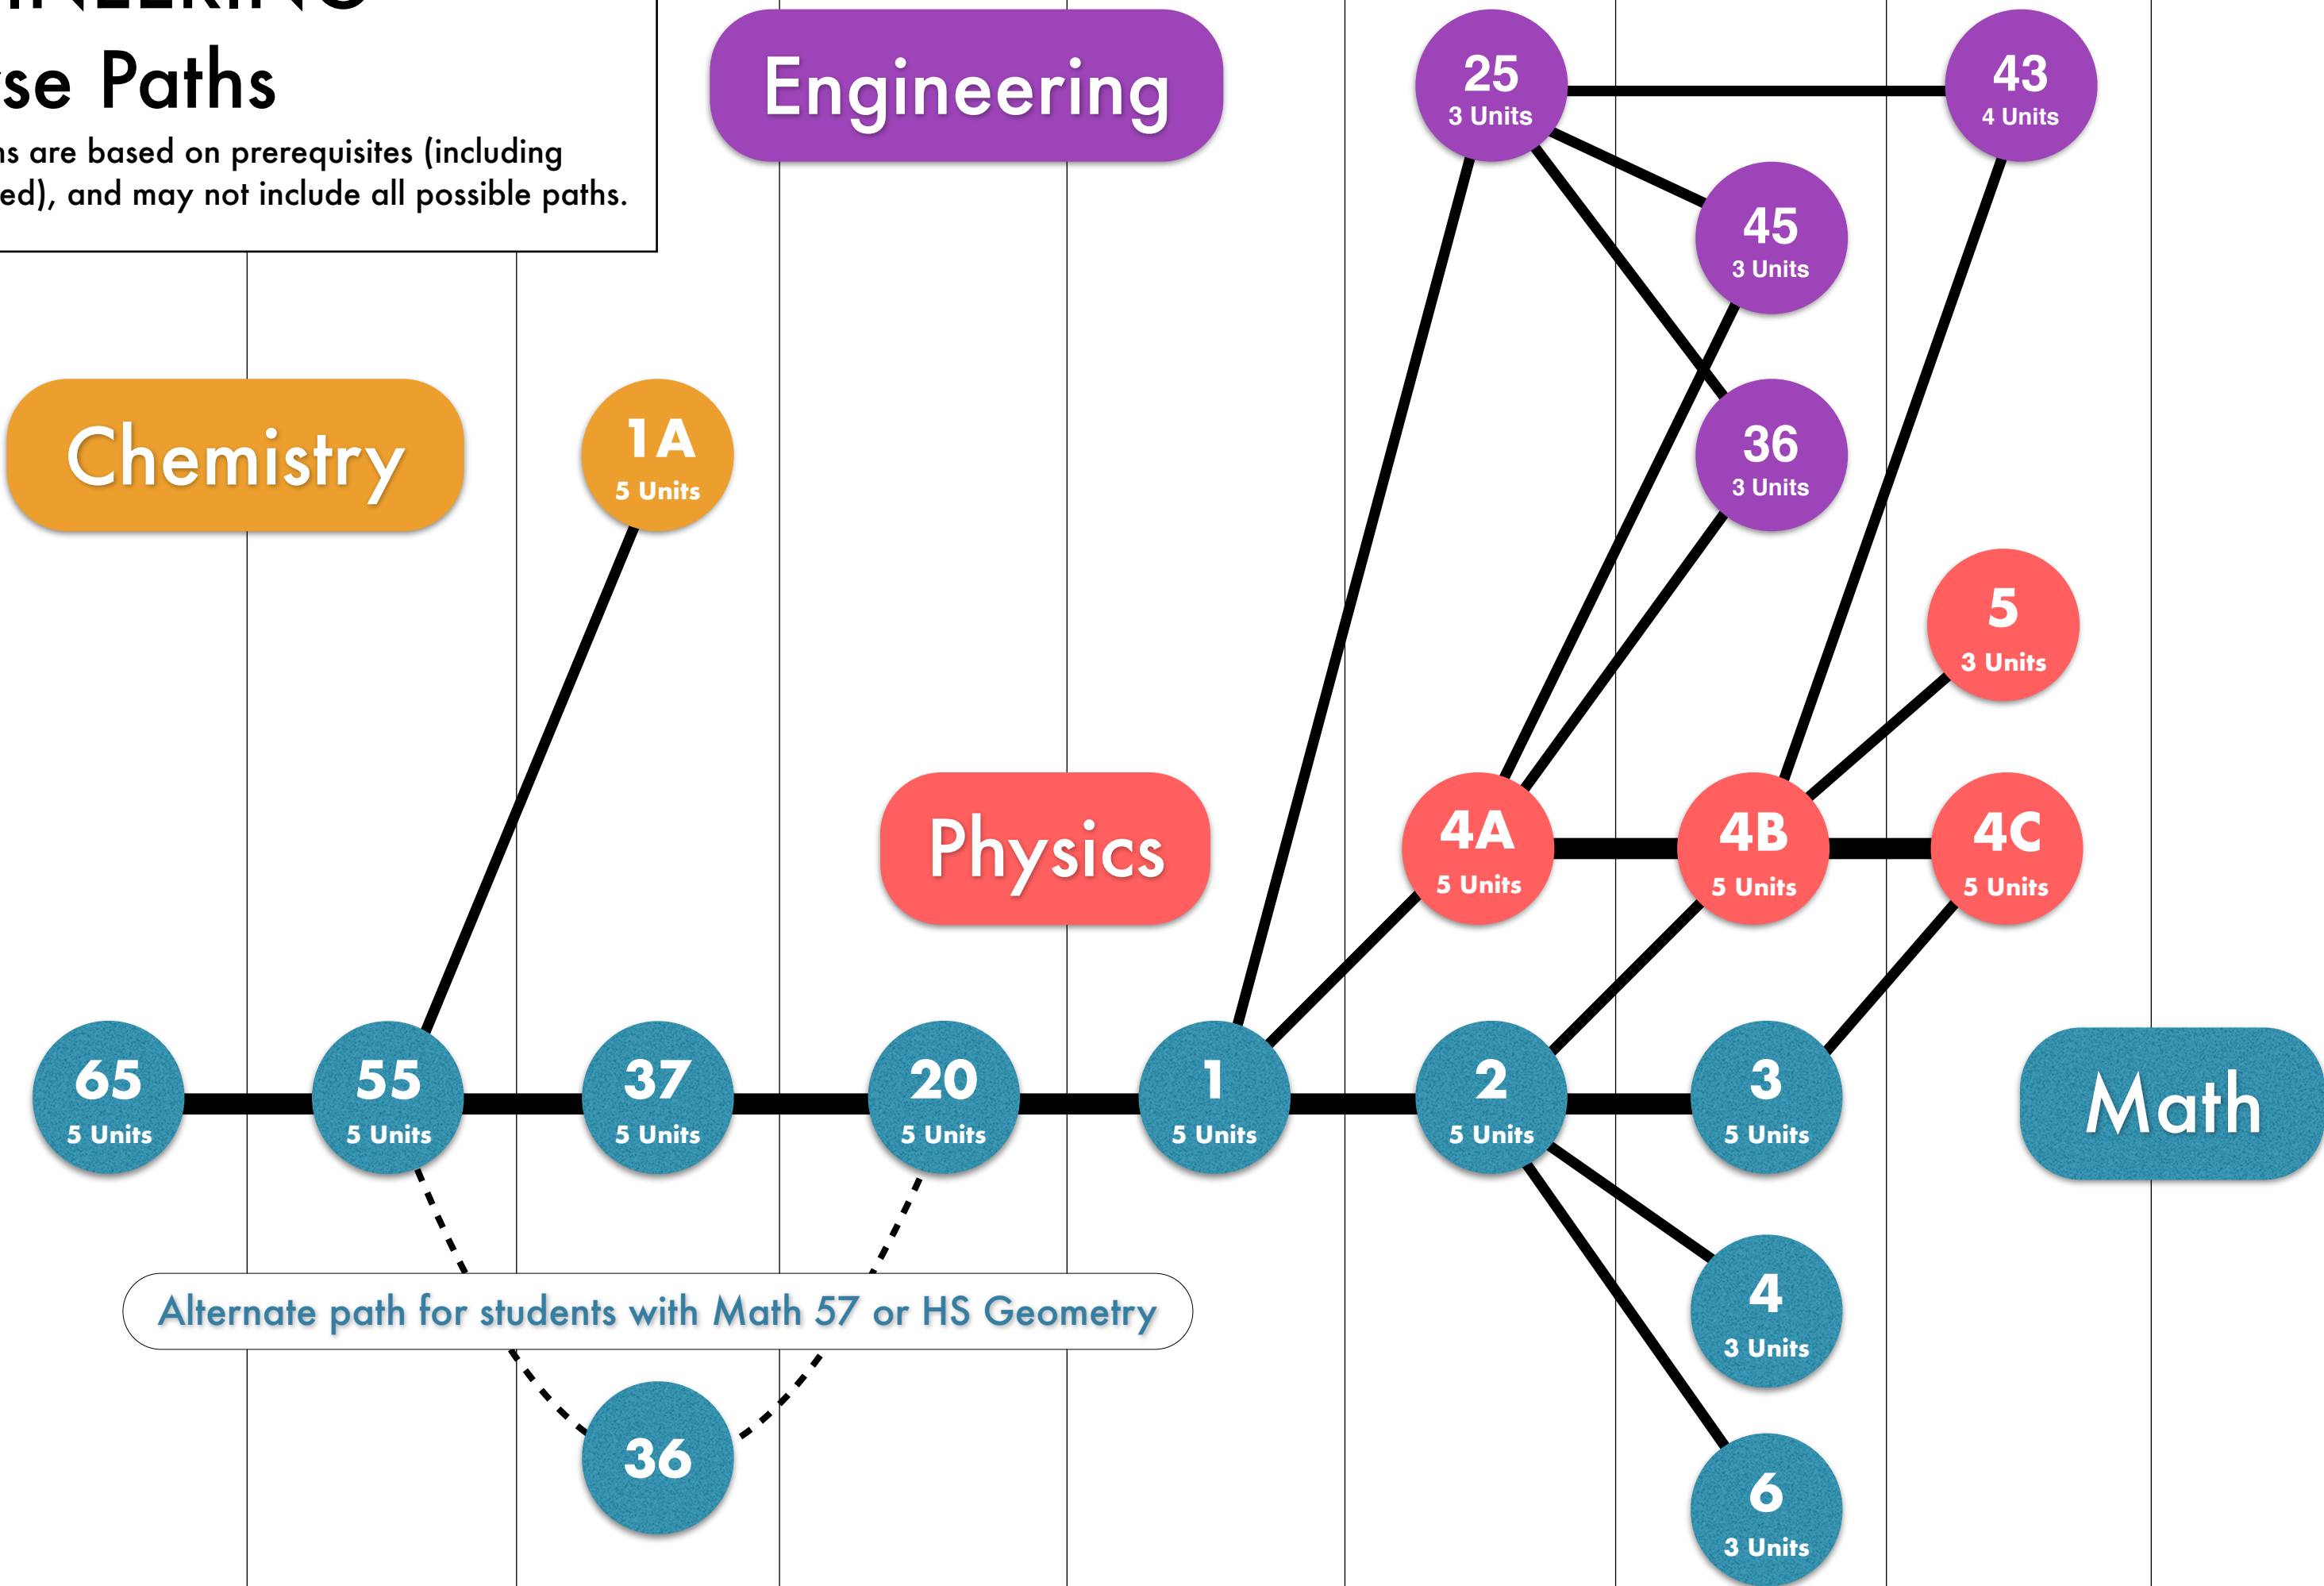 se Paths
are based on prerequisites (including
ed), and may not include all possible paths.
Engineering
25
3 Units
43
4 Units
45
3 Units
Chemistry
1A
5 Units
36
3 Units
5
3 Units
Physics
4A
5 Units
4B
5 Units
4C
5 Units
65
5 Units
55
5 Units
37
5 Units
20
5 Units
1
5 Units
2
5 Units
3
5 Units
Math
Alternate path for students with Math 57 or HS Geometry
4
3 Units
36
6
3 Units